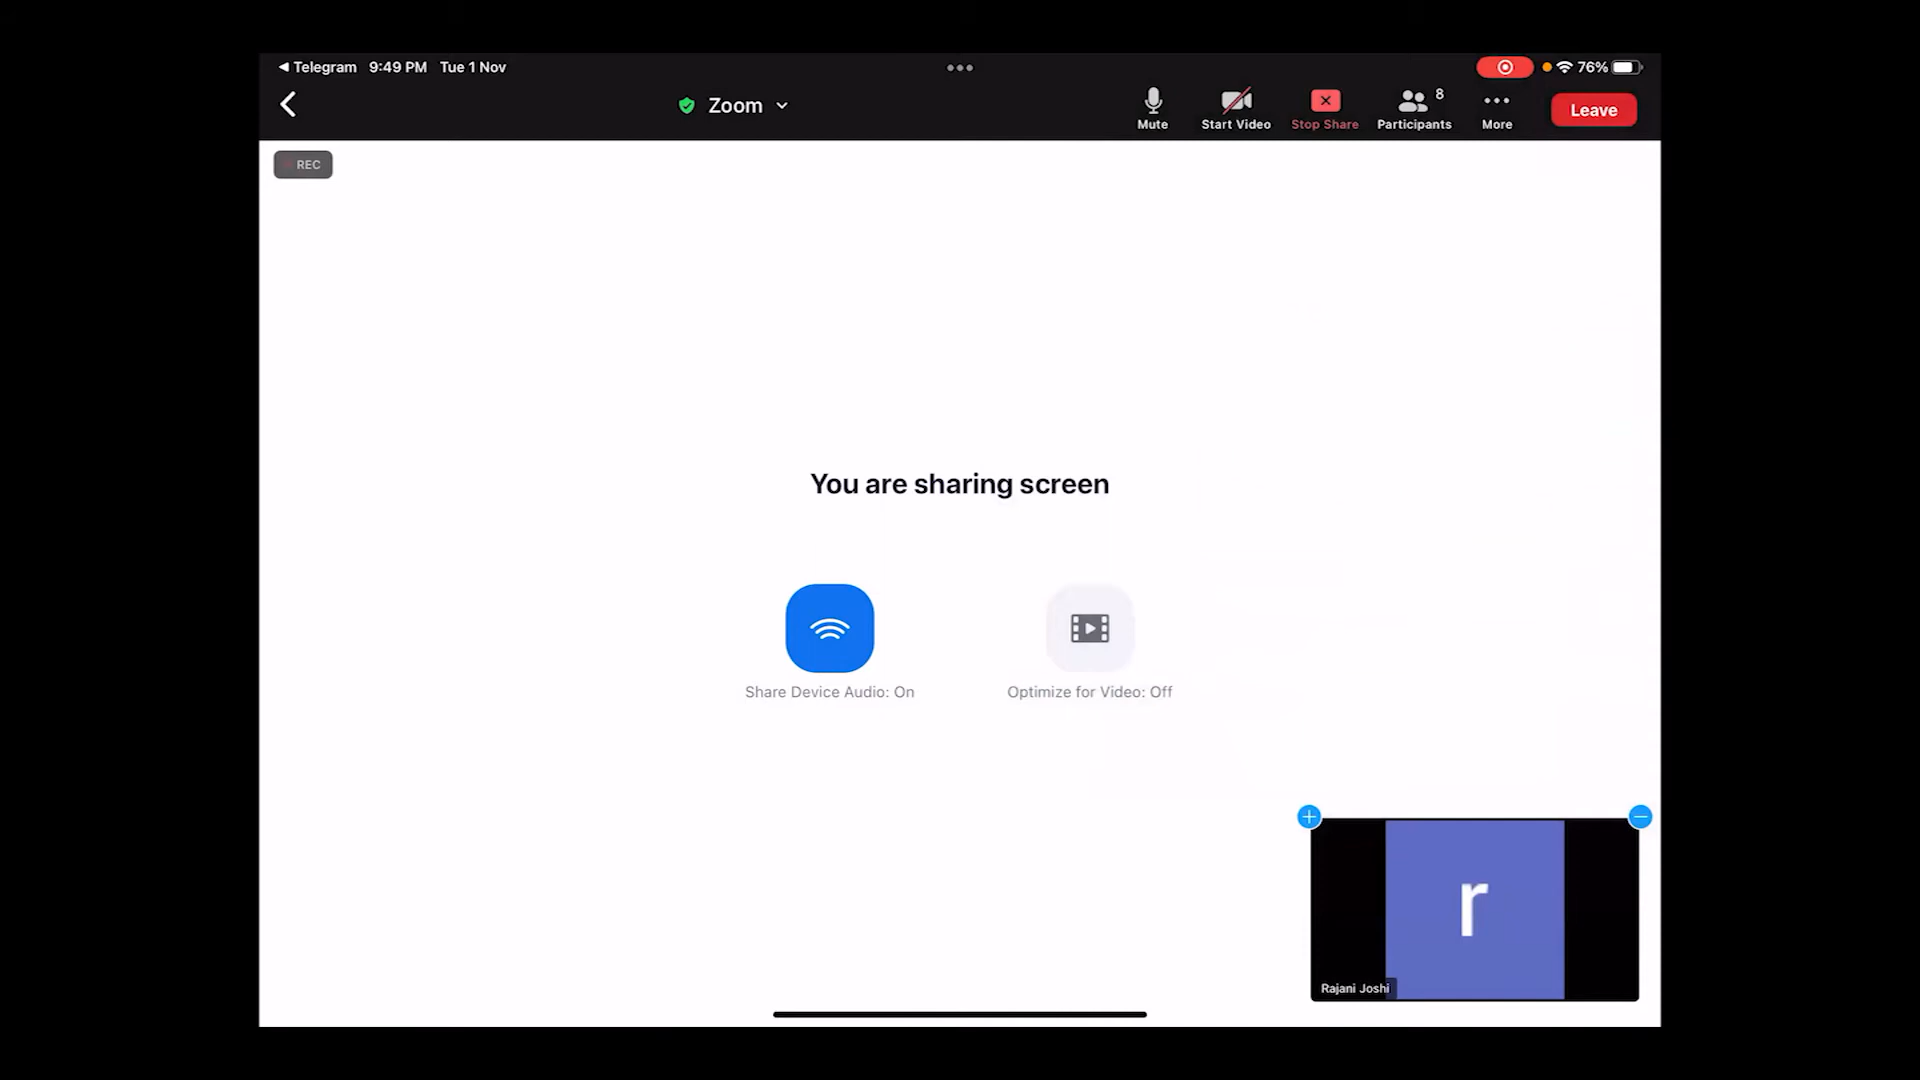 Telegram 9:49 PM Tue 1 Nov
76%
Zoom
8
Mute Start Video Stop Share Participants More Leave
REC
You are sharing screen
Share Device Audio: On
Optimize for Video: Off
r
Rajani Joshi